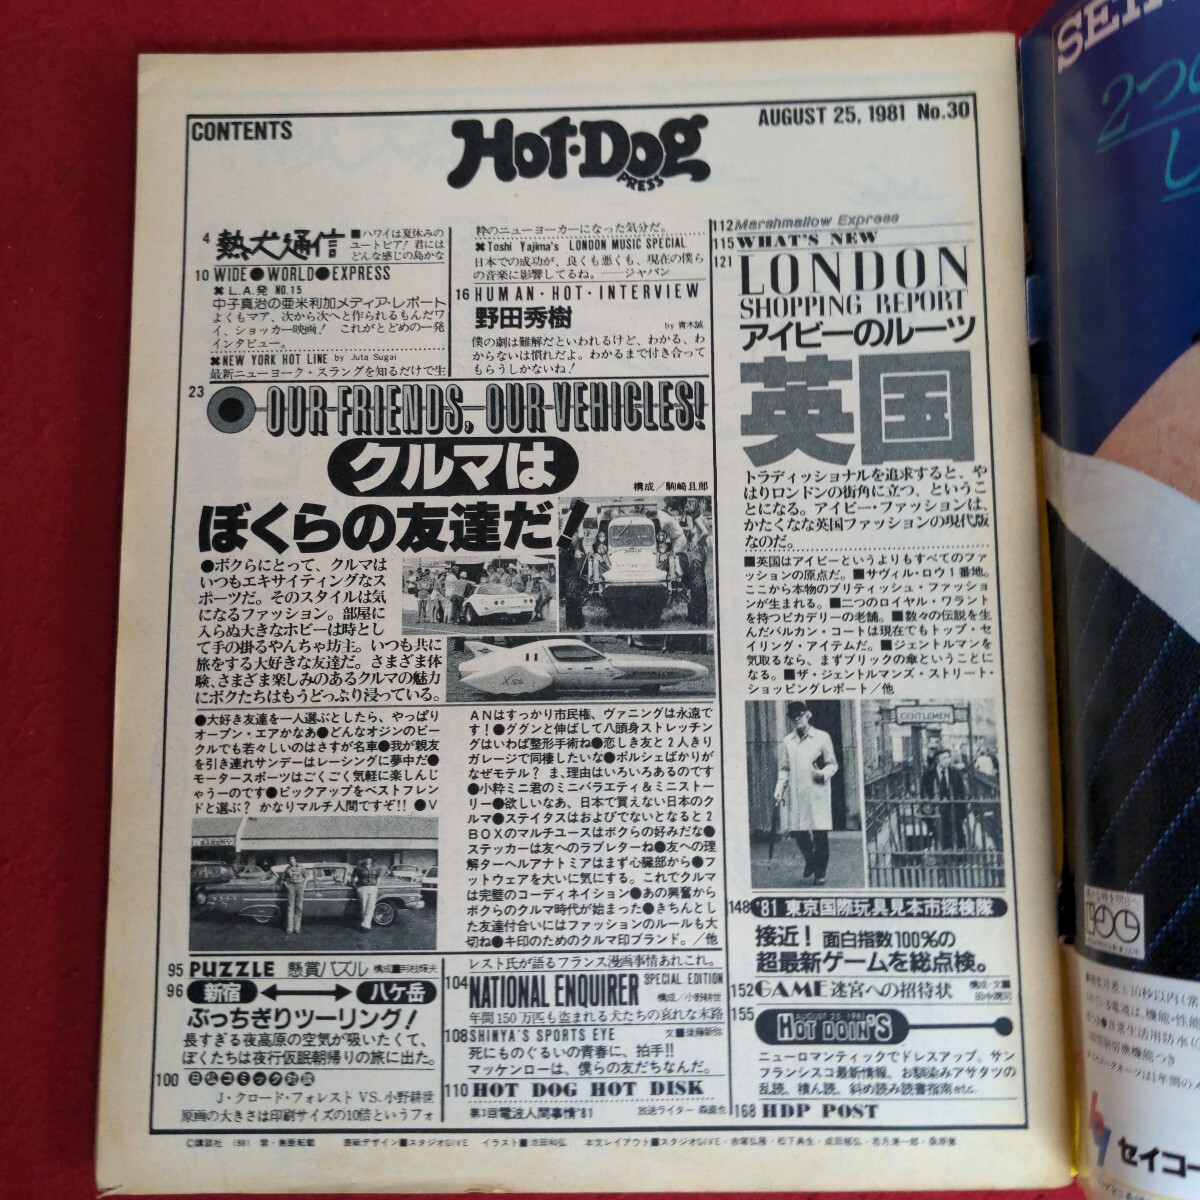 CONTENTS
Hot-Dog
PRESS
AUGUST 25, 1981 No.30
4 熱犬通信
■ハワイは夏休みの
ユートピア! 君には
どんな感じの島かな
10 WIDE●WORLD●EXPRESS
✖L.A.発 NO.15
中子真治の亜米利加メディア・レポート
よくもマア、次から次へと作られるもんだワ
イ、ショッカー映画! これがとどめの一発
インタビュー。
✖NEW YORK HOT LINE by Juta Sugai
最新ニューヨーク・スラングを知るだけで生
粋のニューヨーカーになった気分だ。
✖Toshi Yajima's LONDON MUSIC SPECIAL
日本での成功が、良くも悪くも、現在の僕ら
の音楽に影響してるね。――ジャパン
16 HUMAN・HOT・INTERVIEW
野田秀樹
by 青木誠
僕の劇は難解だといわれるけど、わかる、わ
からないは慣れだよ。わかるまで付き合って
もらうしかないね!
23 OUR FRIENDS, OUR VEHICLES!
クルマは
構成/駒崎且郎
ぼくらの友達だ!
●ボクらにとって、クルマは
いつもエキサイティングなス
ポーツだ。そのスタイルは気
になるファッション。部屋に
入らぬ大きなホビーは時とし
て手の掛るやんちゃ坊主。いつも共に
旅をする大好きな友達だ。さまざま体
験、さまざま楽しみのあるクルマの魅力
にボクたちはもうどっぷり浸っている。
●大好き友達を一人選ぶとしたら、やっぱり
オープン・エアかなあ●どんなオジンのビー
クルでも若々しいのはさすが名車●我が親友
を引き連れサンデーはレーシングに夢中だ●
モータースポーツはごくごく気軽に楽しんじ
ゃうーのです●ピックアップをベストフレン
ドと選ぶ? かなりマルチ人間ですぞ!! ●V
ANはすっかり市民権、ヴァニングは永遠で
す!●グググンと伸ばして八頭身ストレッチン
グはいわば整形手術ね●恋しき友と2人きり
ガレージで同棲したいな●ポルシェばかりが
なぜモテル? ま、理由はいろいろあるのです
●小粋ミニ君のミニバラエティ&ミニストー
リー●欲しいなあ、日本で買えない日本のク
ルマ●ステイタスはおよびでないとなると2
BOXのマルチユースはボクらの好みだな●
ステッカーは友へのラブレターね●友への理
解ターヘルアナトミアはまず心臓部から●フ
ットウェアを大いに気にする。これでクルマ
は完璧のコーディネイション●あの興奮から
ボクらのクルマ時代が始まった●きちんとし
た友達付合いにはファッションのルールも大
切ね●キ印のためのクルマ印ブランド。/他
95 PUZZLE 懸賞パズル
96 新宿 ←→ 八ケ岳
ぶっちぎりツーリング!
長すぎる夜高原の空気が吸いたくて、
ぼくたちは夜行仮眠朝帰りの旅に出た。
100 日仏コミック対談
J・クロード・フォレスト VS. 小野耕世
原画の大きさは印刷サイズの10倍というフォ
レスト氏が語るフランス漫画事情あれこれ。
104 NATIONAL ENQUIRER SPECIAL EDITION
構成/小野耕世
年間150万匹も盗まれる犬たちの哀れな末路
108 SHINYA'S SPORTS EYE 文■後藤新弥
死にものぐるいの青春に、拍手!!
マッケンローは、僕らの友だちなんだ。
110 HOT DOG HOT DISK
電波人間事情'81 放送ライター
112 Marshmallow Express
115 WHAT'S NEW
121 LONDON
SHOPPING REPORT
アイビーのルーツ
英国
トラディッショナルを追求すると、や
はりロンドンの街角に立つ、というこ
とになる。アイビー・ファッションは、
かたくなな英国ファッションの現代版
なのだ。
■英国はアイビーというよりもすべてのファ
ッションの原点だ。■サヴィル・ロウ1番地。
ここから本物のブリティッシュ・ファッショ
ンが生まれる。■二つのロイヤル・ワラント
を持つピカデリーの老舗。■数々の伝説を生
んだバルカン・コートは現在でもトップ・セ
イリング・アイテムだ。■ジェントルマンを
気取るなら、まずブリックの傘ということに
なる。■ザ・ジェントルマンズ・ストリート・
ショッピングレポート/他
GENTLEMEN
148 '81 東京国際玩具見本市探検隊
接近! 面白指数100%の
超最新ゲームを総点検。
152 GAME 迷宮への招待状
155 AUGUST 25 1981
HOT DOIN'S
ニューロマンティックでドレスアップ。サン
フランシスコ最新情報。お馴染みアサタツの
乱読、積ん読、斜め読み読書指南etc.
168 HDP POST
©講談社 1981 禁・無断転載 表紙デザイン■スタジオGIVE イラスト■
2つの
し
セイコー